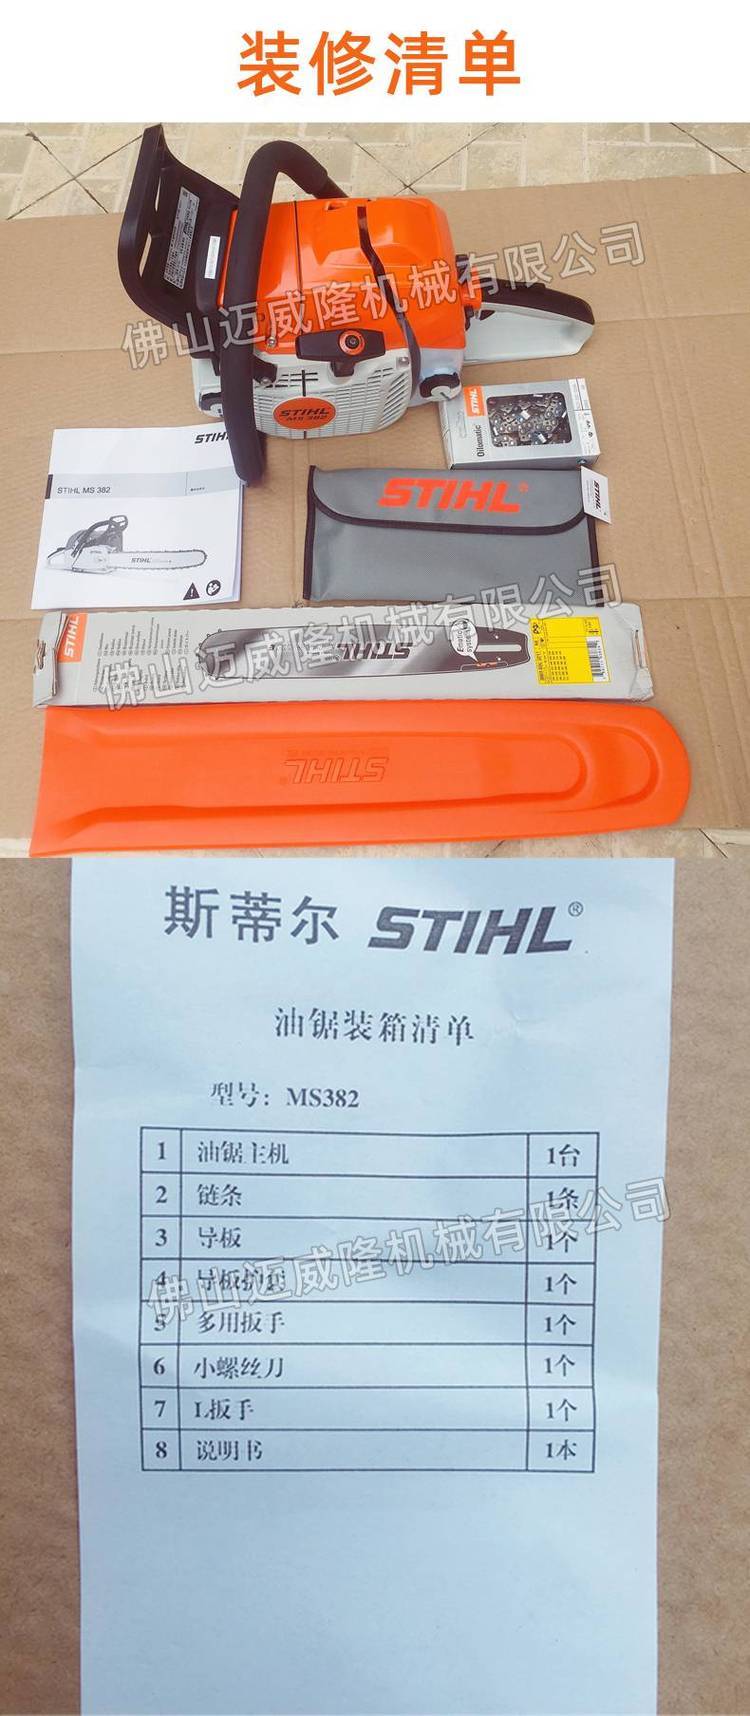 装修清单
佛山迈威隆机械有限公司
STIHL
MS 382
STIHL
Dilomatic
STIHL
STIHL MS 382
STIHL
STIHL®
STIHL
佛山迈威隆机械有限公司
STIHL
STIHL
STIHL®
斯蒂尔 STIHL®
油锯装箱清单
型号：MS382
1 油锯主机 1台
2 链条 1条
佛山迈威隆机械有限公司
3 导板 1个
4 导板护套 1个
5 多用扳手 1个
6 小螺丝刀 1个
7 L扳手 1个
8 说明书 1本